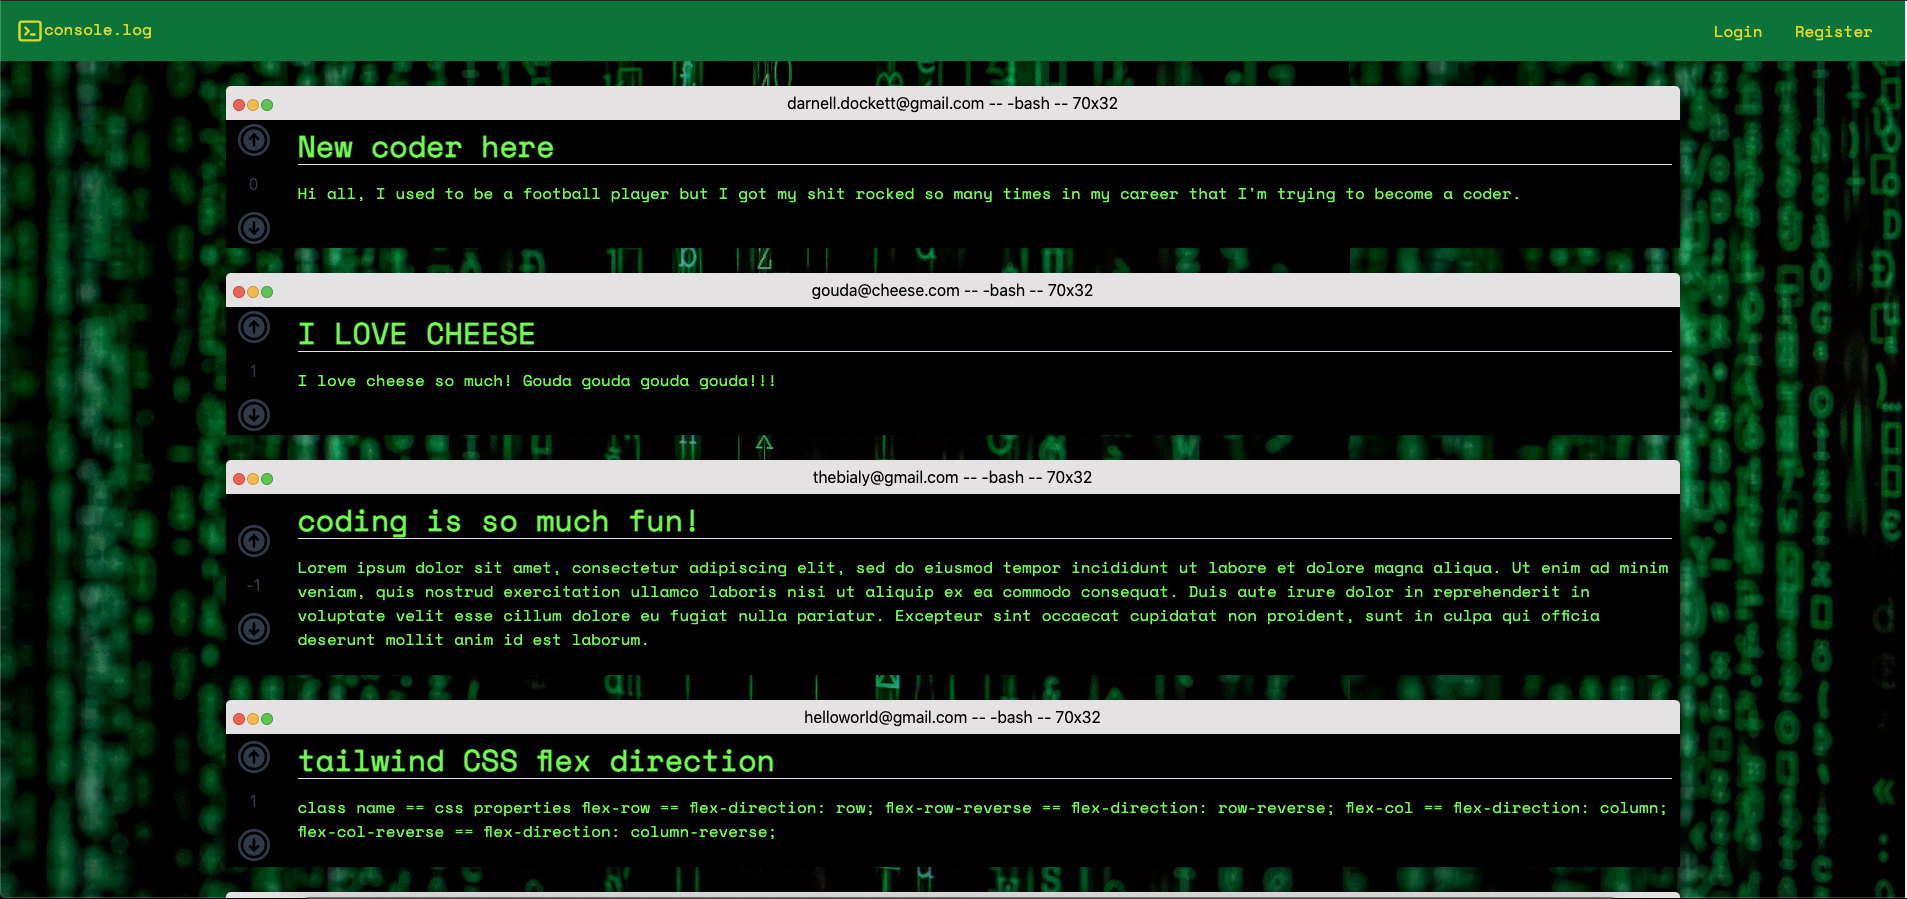 console.log
Login Register
darnell.dockett@gmail.com -- -bash -- 70x32
New coder here
0
Hi all, I used to be a football player but I got my shit rocked so many times in my career that I'm trying to become a coder.
gouda@cheese.com -- -bash -- 70x32
I LOVE CHEESE
1
I love cheese so much! Gouda gouda gouda gouda!!!
thebialy@gmail.com -- -bash -- 70x32
coding is so much fun!
-1
Lorem ipsum dolor sit amet, consectetur adipiscing elit, sed do eiusmod tempor incididunt ut labore et dolore magna aliqua. Ut enim ad minim
veniam, quis nostrud exercitation ullamco laboris nisi ut aliquip ex ea commodo consequat. Duis aute irure dolor in reprehenderit in
voluptate velit esse cillum dolore eu fugiat nulla pariatur. Excepteur sint occaecat cupidatat non proident, sunt in culpa qui officia
deserunt mollit anim id est laborum.
helloworld@gmail.com -- -bash -- 70x32
tailwind CSS flex direction
1
class name == css properties flex-row == flex-direction: row; flex-row-reverse == flex-direction: row-reverse; flex-col == flex-direction: column;
flex-col-reverse == flex-direction: column-reverse;